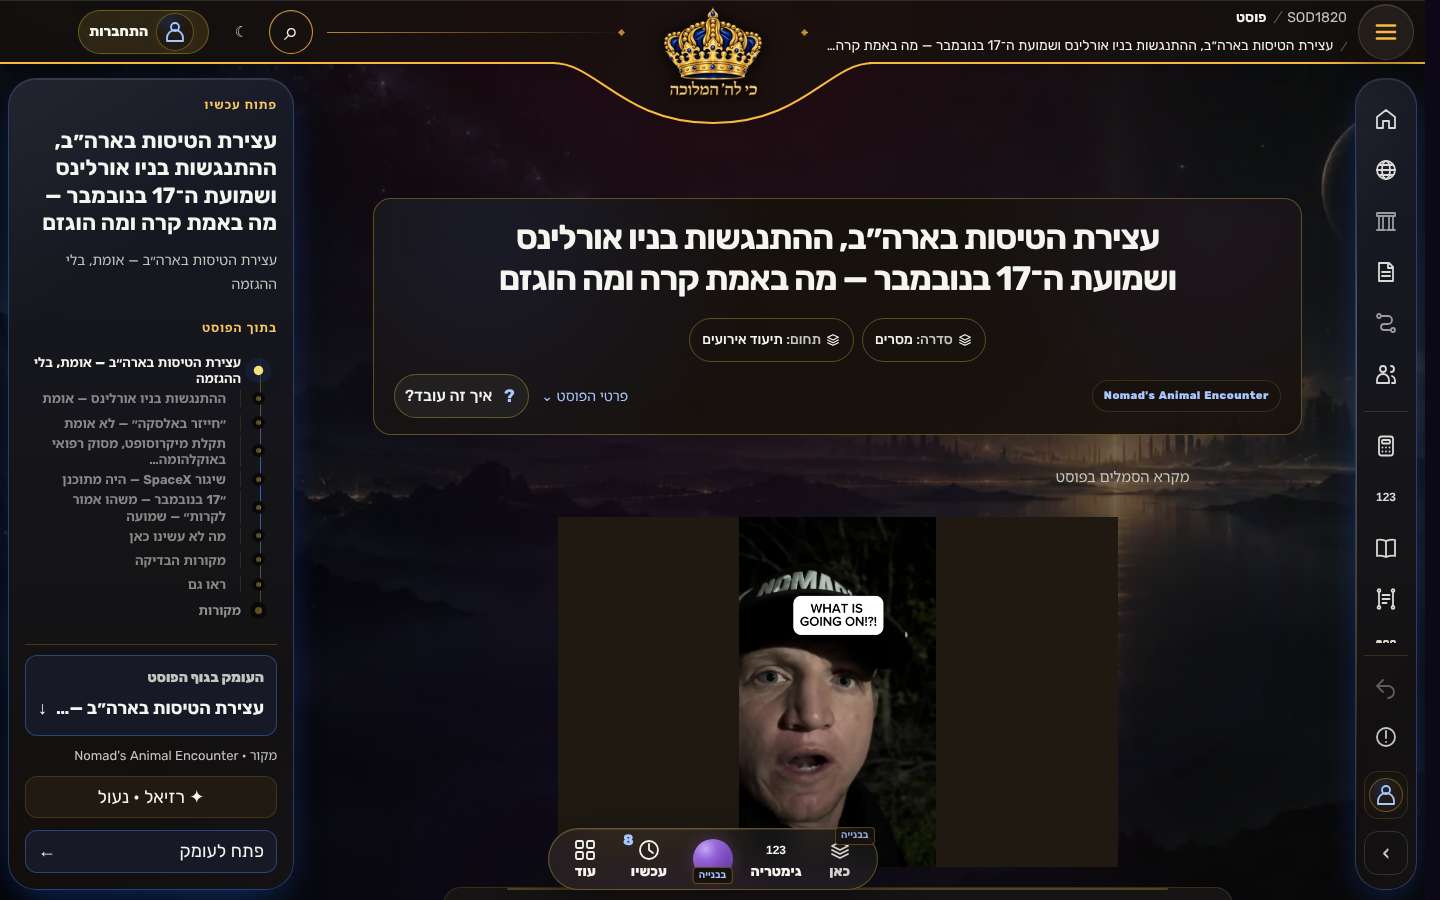 SOD1820 / פוסט
/ עצירת הטיסות בארה״ב, ההתנגשות בניו אורלינס ושמועת ה־17 בנובמבר — מה באמת קרה...
כי לה' המלוכה
התחברות
123
עצירת הטיסות בארה״ב, ההתנגשות בניו אורלינס
ושמועת ה־17 בנובמבר — מה באמת קרה ומה הוגזם
סדרה: מסרים
תחום: תיעוד אירועים
Nomad's Animal Encounter
פרטי הפוסט
? איך זה עובד?
מקרא הסמלים בפוסט
NOMAD
WHAT IS
GOING ON!?!
בבנייה
כאן
123
גימטריה
בבנייה
8
עכשיו
עוד
פתוח עכשיו
עצירת הטיסות בארה״ב,
ההתנגשות בניו אורלינס
ושמועת ה־17 בנובמבר —
מה באמת קרה ומה הוגזם
עצירת הטיסות בארה״ב — אומת, בלי
ההגזמה
בתוך הפוסט
עצירת הטיסות בארה״ב — אומת, בלי
ההגזמה
ההתנגשות בניו אורלינס — אומת
״חייזר באלסקה״ — לא אומת
תקלת מיקרוסופט, מסוק רפואי
באוקלהומה...
שיגור SpaceX — היה מתוכנן
״17 בנובמבר — משהו אמור
לקרות״ — שמועה
מה לא עשינו כאן
מקורות הבדיקה
ראו גם
מקורות
העומק בגוף הפוסט
עצירת הטיסות בארה״ב —... ↓
מקור • Nomad's Animal Encounter
✦ רזיאל • נעול
פתח לעומק ←